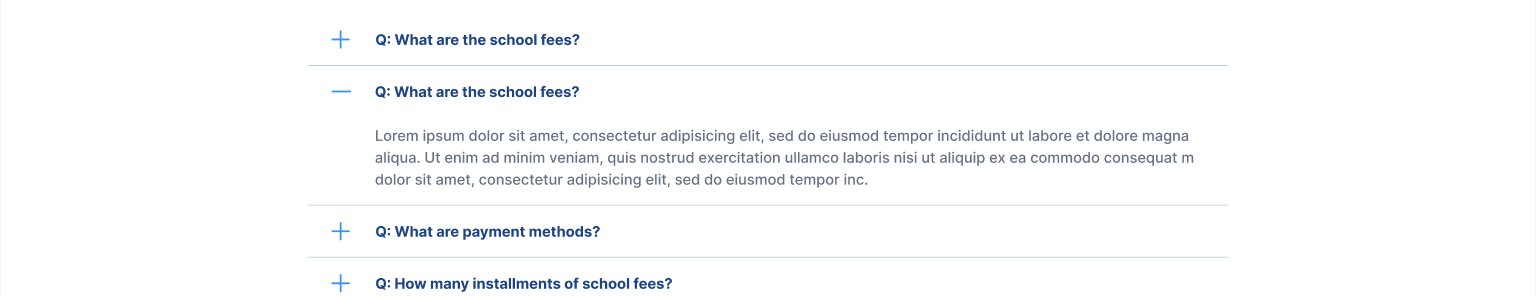 Q: What are the school fees?
Q: What are the school fees?
Lorem ipsum dolor sit amet, consectetur adipisicing elit, sed do eiusmod tempor incididunt ut labore et dolore magna
aliqua. Ut enim ad minim veniam, quis nostrud exercitation ullamco laboris nisi ut aliquip ex ea commodo consequat m
dolor sit amet, consectetur adipisicing elit, sed do eiusmod tempor inc.
Q: What are payment methods?
Q: How many installments of school fees?